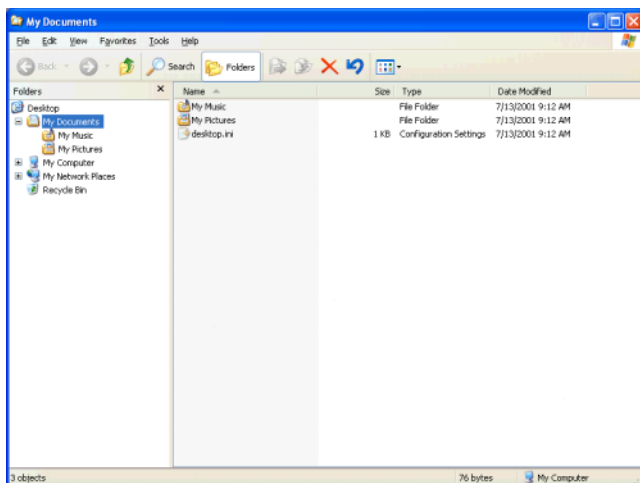 My Documents
File Edit View Favorites Tools Help
Back Search Folders
Folders Name Size Type Date Modified
Desktop My Music File Folder 7/13/2001 9:12 AM
My Documents My Pictures File Folder 7/13/2001 9:12 AM
My Music desktop.ini 1 KB Configuration Settings 7/13/2001 9:12 AM
My Pictures
My Computer
My Network Places
Recycle Bin
3 objects 76 bytes My Computer